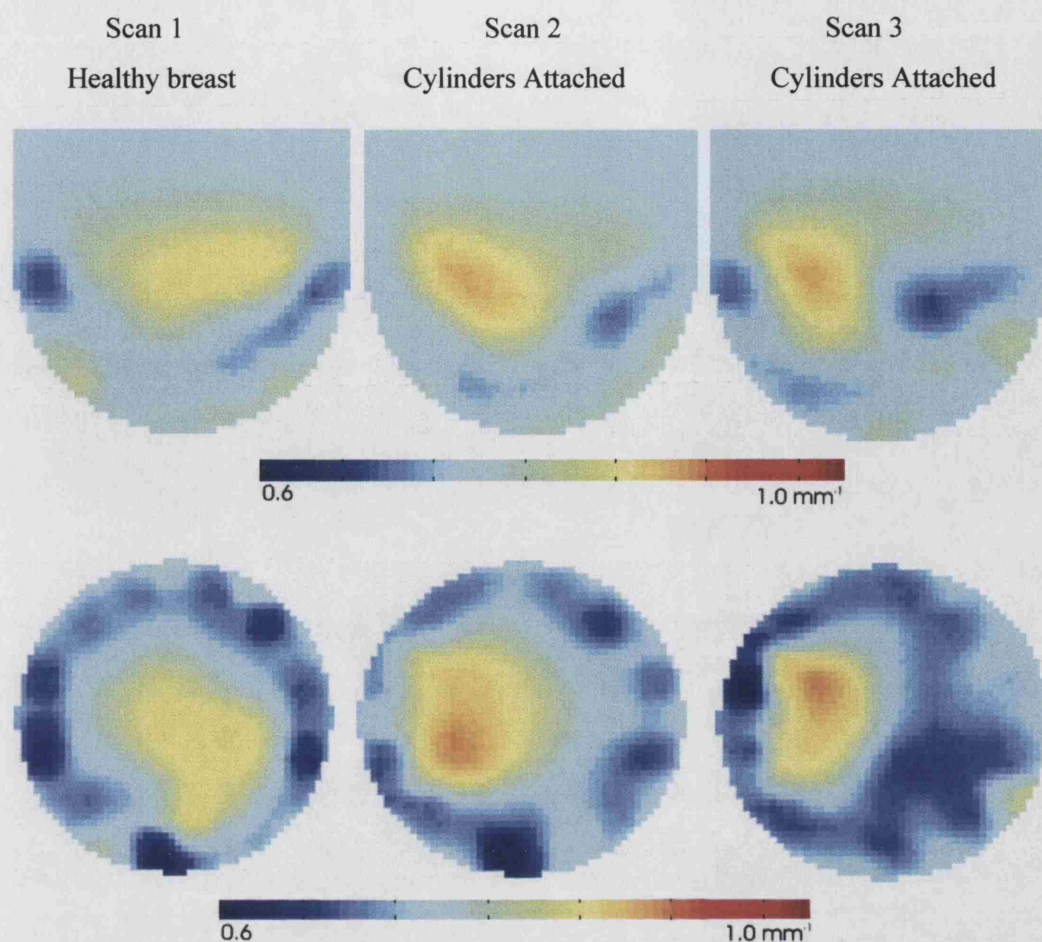 Scan 1
Healthy breast
Scan 2
Cylinders Attached
Scan 3
Cylinders Attached
0.6 1.0 mm⁻¹
0.6 1.0 mm⁻¹